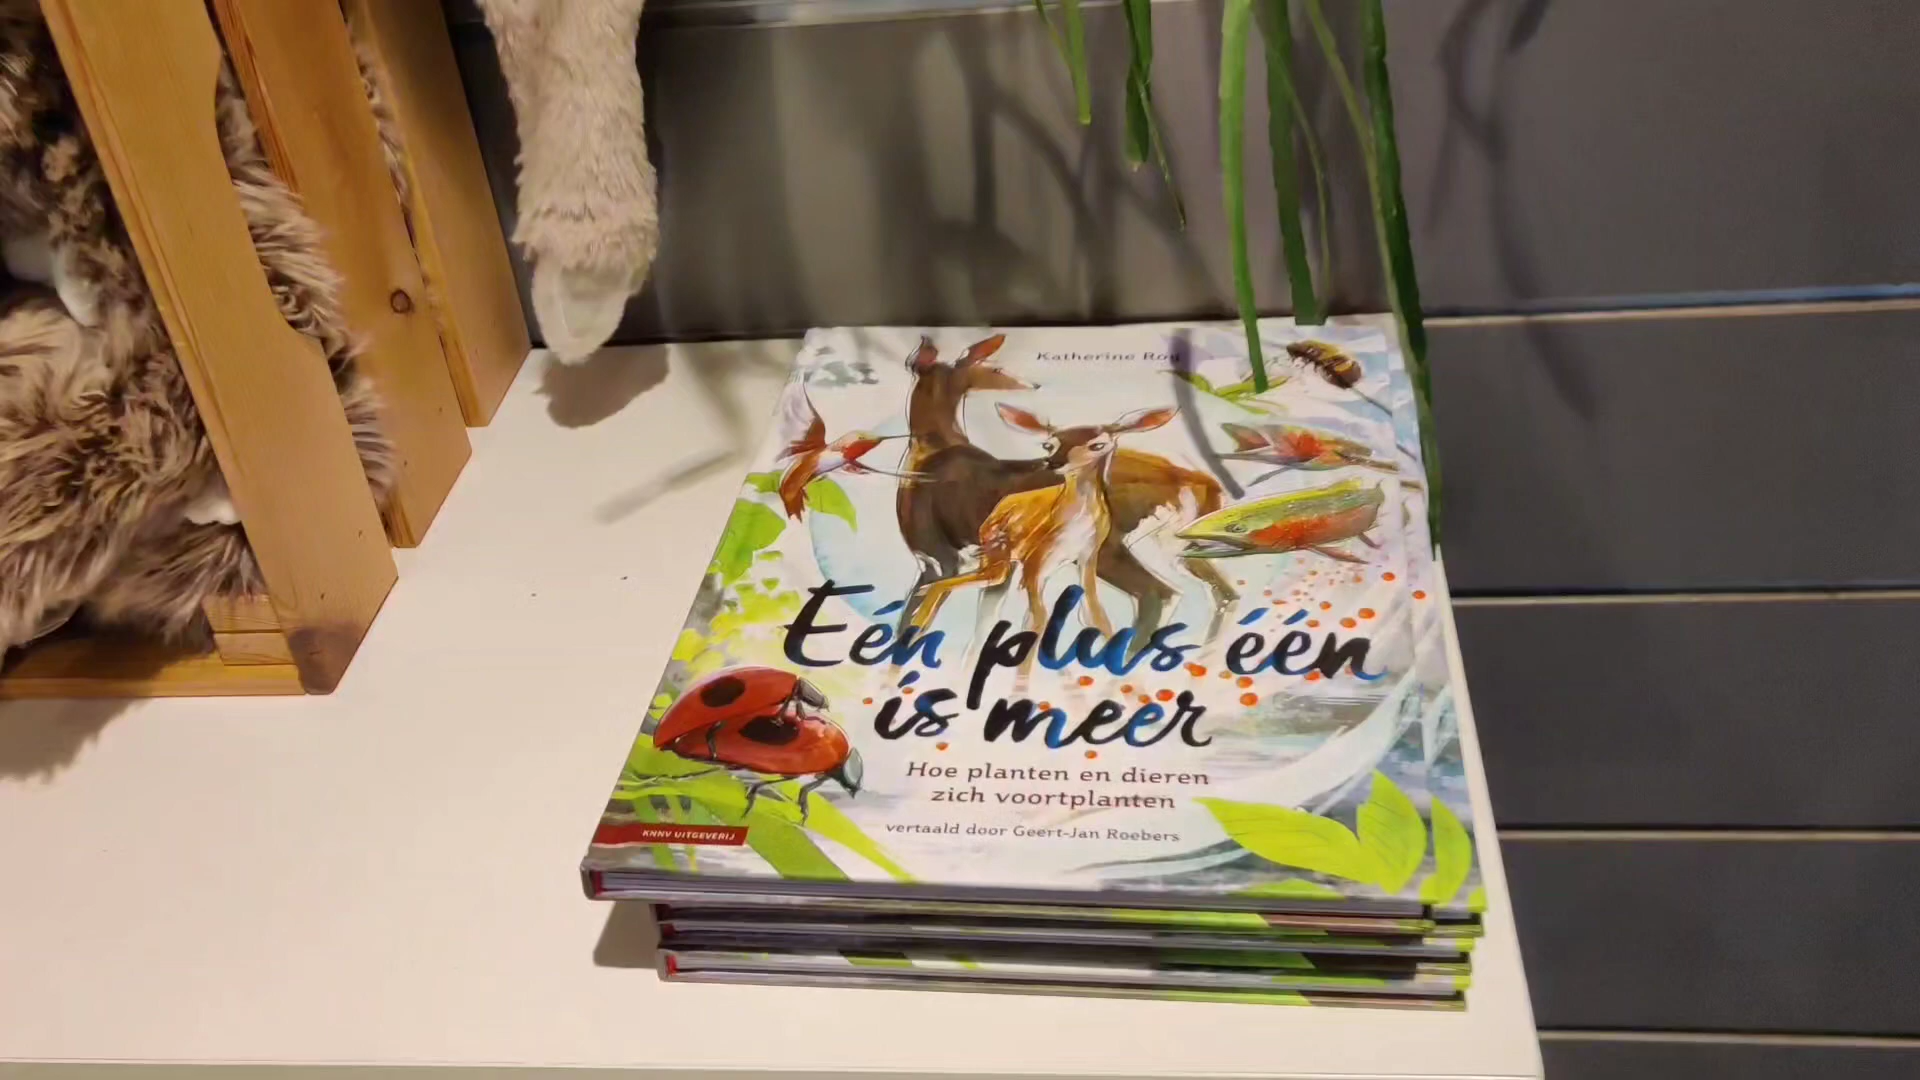 Katherine Roy
Eén plus één
is meer
Hoe planten en dieren
zich voortplanten
vertaald door Geert-Jan Roebers
KNNV UITGEVERIJ